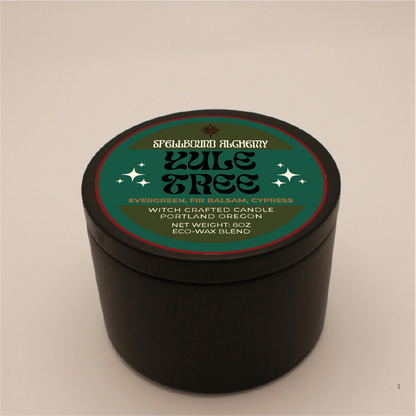 SPELLBOUND ALCHEMY
YULE
TREE
EVERGREEN, FIR BALSAM, CYPRESS
WITCH CRAFTED CANDLE
PORTLAND OREGON
NET WEIGHT: 8OZ
ECO-WAX BLEND